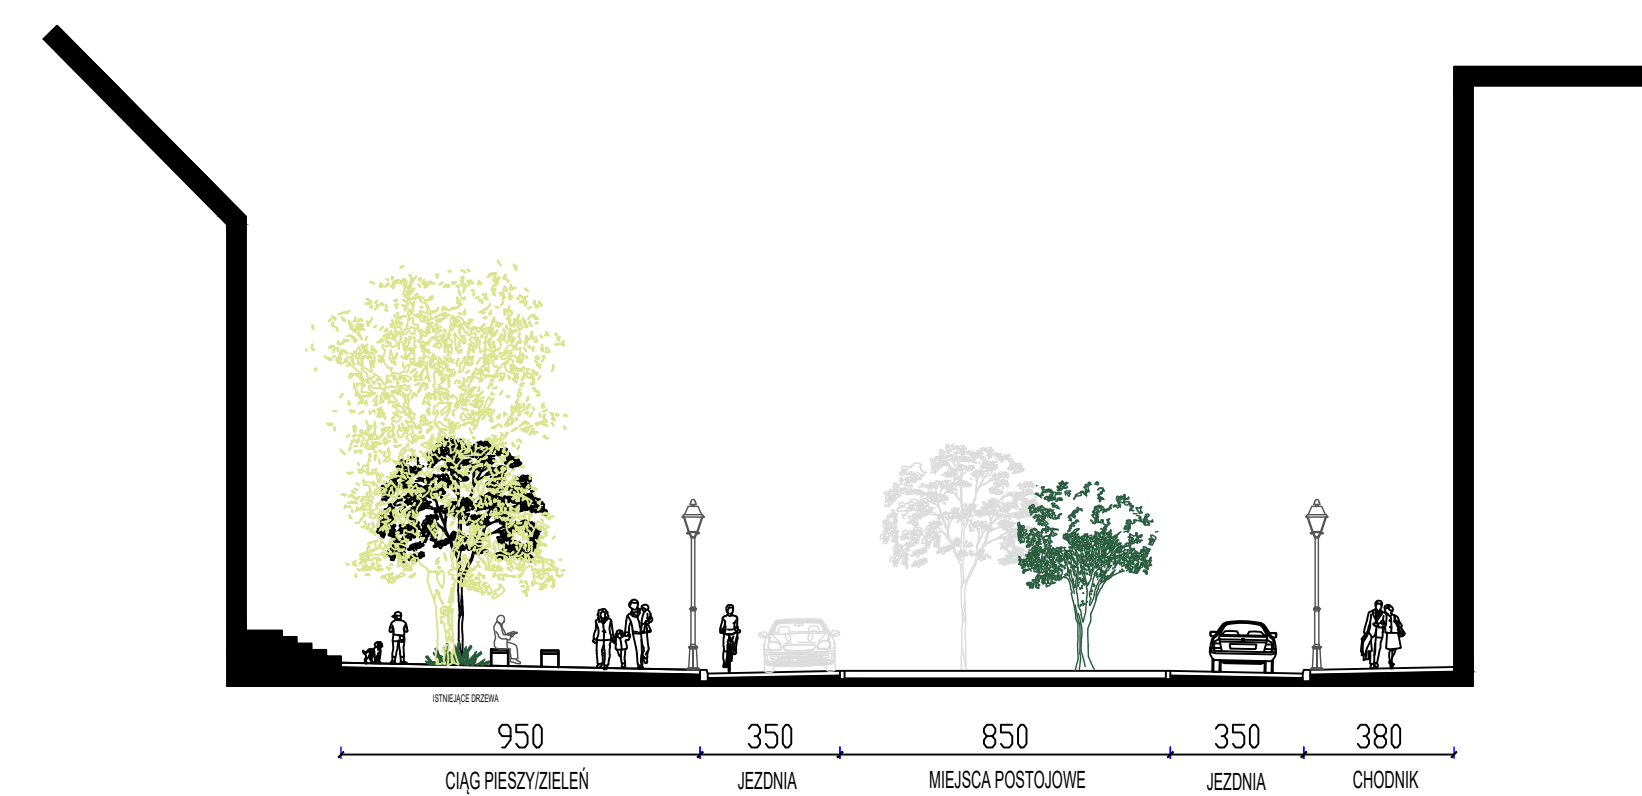 ISTNIEJĄCE DRZEWA
950 350 850 350 380
CIĄG PIESZY/ZIELEŃ JEZDNIA MIEJSCA POSTOJOWE JEZDNIA CHODNIK